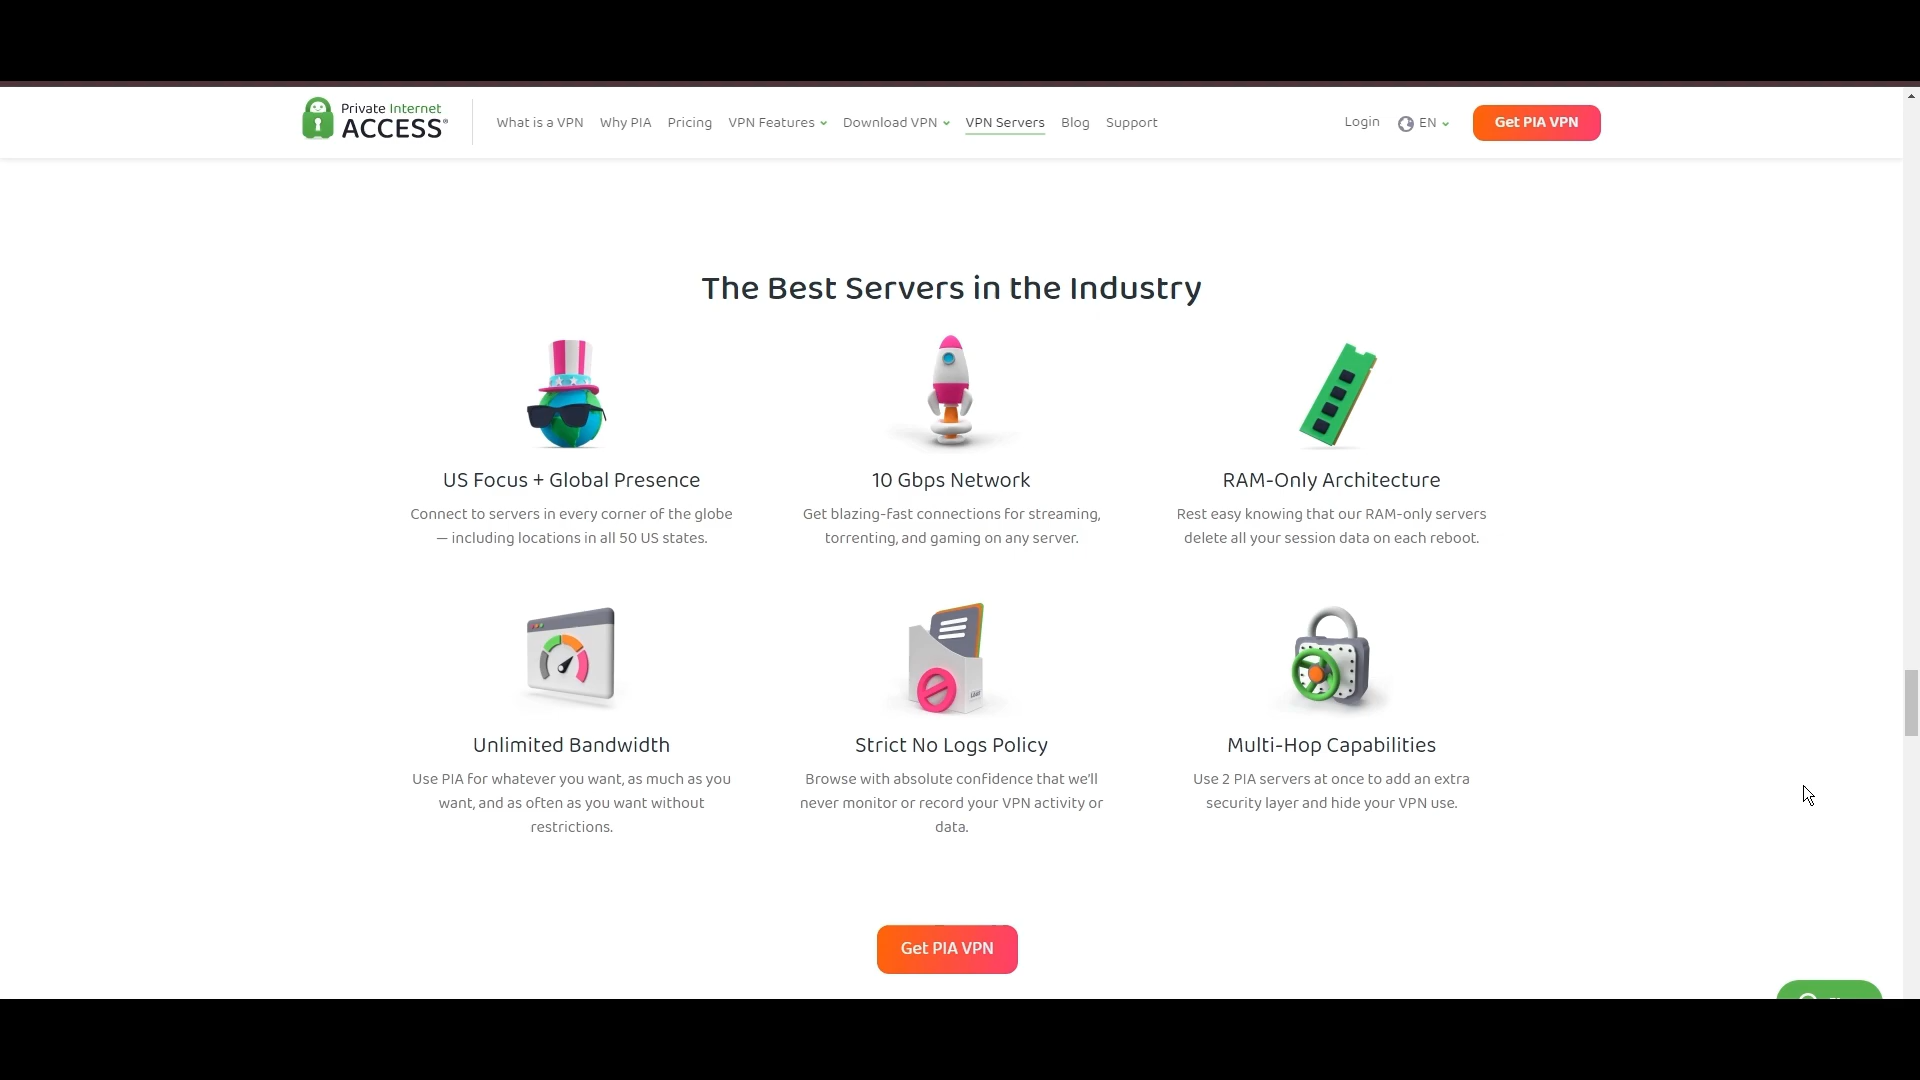 Private Internet
ACCESS®
What is a VPN Why PIA Pricing VPN Features Download VPN VPN Servers Blog Support Login EN Get PIA VPN
The Best Servers in the Industry
US Focus + Global Presence
Connect to servers in every corner of the globe
— including locations in all 50 US states.
10 Gbps Network
Get blazing-fast connections for streaming,
torrenting, and gaming on any server.
RAM-Only Architecture
Rest easy knowing that our RAM-only servers
delete all your session data on each reboot.
Unlimited Bandwidth
Use PIA for whatever you want, as much as you
want, and as often as you want without
restrictions.
Strict No Logs Policy
Browse with absolute confidence that we'll
never monitor or record your VPN activity or
data.
Multi-Hop Capabilities
Use 2 PIA servers at once to add an extra
security layer and hide your VPN use.
Get PIA VPN